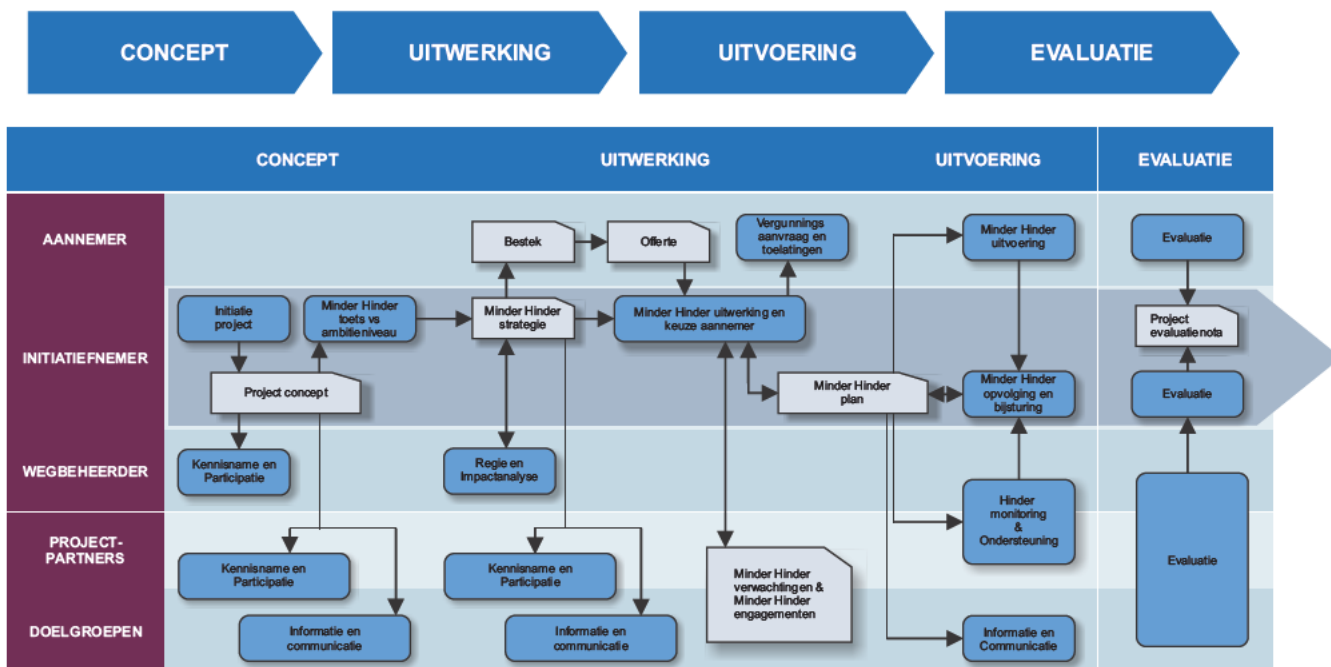 CONCEPT
UITWERKING
UITVOERING
EVALUATIE
CONCEPT
UITWERKING
UITVOERING
EVALUATIE
AANNEMER
Bestek
Offerte
Vergunnings
aanvraag en
toelatingen
Minder Hinder
uitvoering
Evaluatie
INITIATIEFNEMER
Initiatie
project
Minder Hinder
toets vs
ambitieniveau
Minder Hinder
strategie
Minder Hinder uitwerking en
keuze aannemer
Project
evaluatienota
Project concept
Minder Hinder
plan
Minder Hinder
opvolging en
bijsturing
Evaluatie
WEGBEHEERDER
Kennisname en
Participatie
Regie en
Impactanalyse
Hinder
monitoring
&
Ondersteuning
PROJECT-
PARTNERS
Kennisname en
Participatie
Kennisname en
Participatie
Minder Hinder
verwachtingen &
Minder Hinder
engagementen
Evaluatie
DOELGROEPEN
Informatie en
communicatie
Informatie en
communicatie
Informatie en
Communicatie